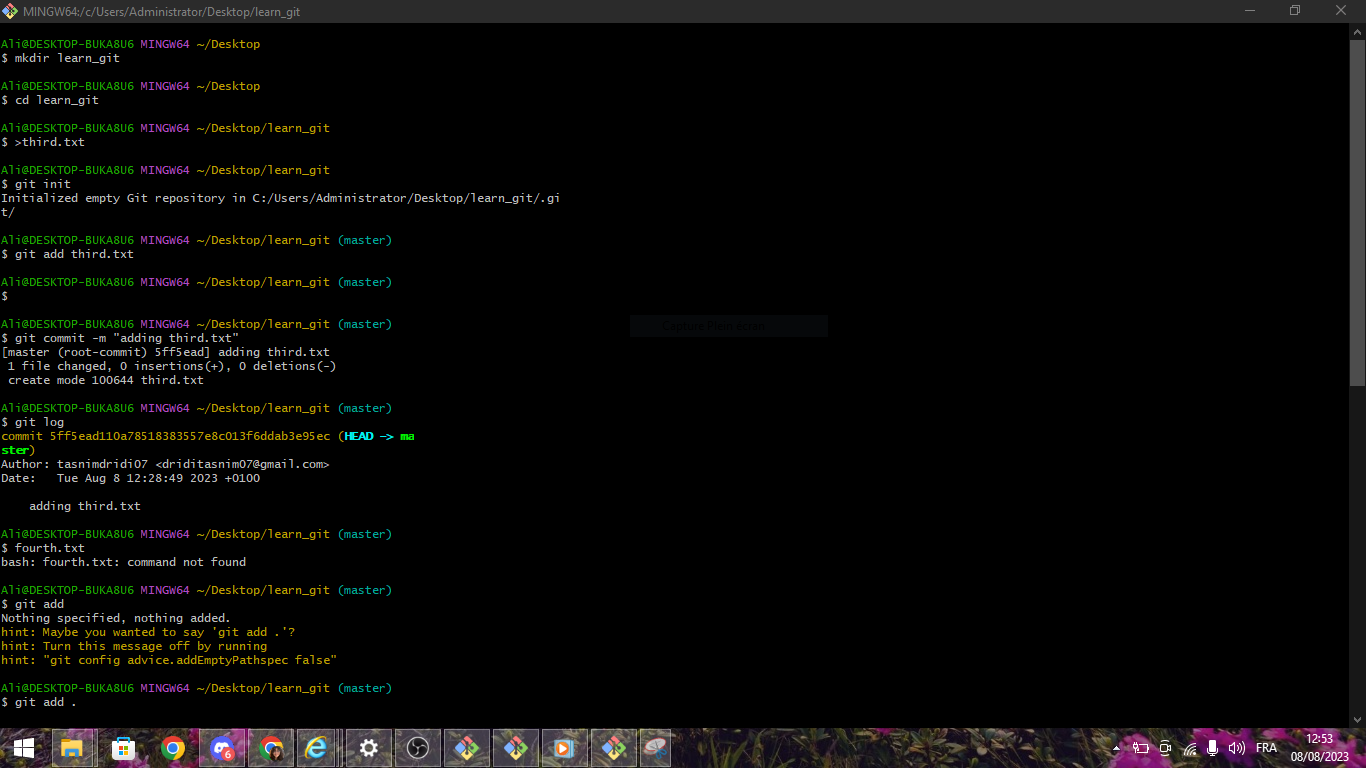 MINGW64:/c/Users/Administrator/Desktop/learn_git
Ali@DESKTOP-BUKA8U6 MINGW64 ~/Desktop
$ mkdir learn_git
Ali@DESKTOP-BUKA8U6 MINGW64 ~/Desktop
$ cd learn_git
Ali@DESKTOP-BUKA8U6 MINGW64 ~/Desktop/learn_git
$ >third.txt
Ali@DESKTOP-BUKA8U6 MINGW64 ~/Desktop/learn_git
$ git init
Initialized empty Git repository in C:/Users/Administrator/Desktop/learn_git/.gi
t/
Ali@DESKTOP-BUKA8U6 MINGW64 ~/Desktop/learn_git (master)
$ git add third.txt
Ali@DESKTOP-BUKA8U6 MINGW64 ~/Desktop/learn_git (master)
$
Ali@DESKTOP-BUKA8U6 MINGW64 ~/Desktop/learn_git (master)
$ git commit -m "adding third.txt"
[master (root-commit) 5ff5ead] adding third.txt
1 file changed, 0 insertions(+), 0 deletions(-)
create mode 100644 third.txt
Ali@DESKTOP-BUKA8U6 MINGW64 ~/Desktop/learn_git (master)
$ git log
commit 5ff5ead110a78518383557e8c013f6ddab3e95ec (HEAD -> ma
ster)
Author: tasnimdridi07 <driditasnim07@gmail.com>
Date: Tue Aug 8 12:28:49 2023 +0100
adding third.txt
Ali@DESKTOP-BUKA8U6 MINGW64 ~/Desktop/learn_git (master)
$ fourth.txt
bash: fourth.txt: command not found
Ali@DESKTOP-BUKA8U6 MINGW64 ~/Desktop/learn_git (master)
$ git add
Nothing specified, nothing added.
hint: Maybe you wanted to say 'git add .'?
hint: Turn this message off by running
hint: "git config advice.addEmptyPathspec false"
Ali@DESKTOP-BUKA8U6 MINGW64 ~/Desktop/learn_git (master)
$ git add .
6
FRA
12:53
08/08/2023